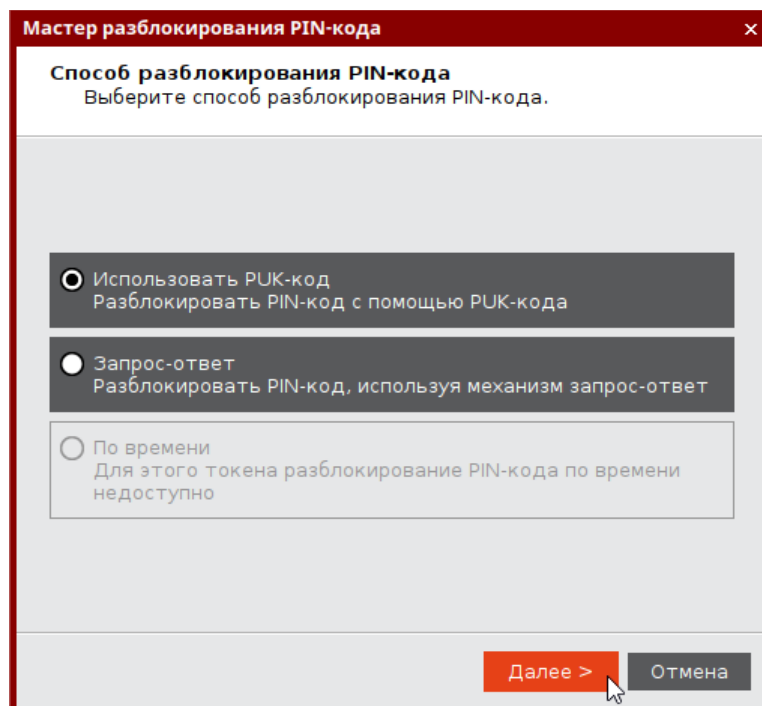 Мастер разблокирования PIN-кода
Способ разблокирования PIN-кода
Выберите способ разблокирования PIN-кода.
Использовать PUK-код
Разблокировать PIN-код с помощью PUK-кода
Запрос-ответ
Разблокировать PIN-код, используя механизм запрос-ответ
По времени
Для этого токена разблокирование PIN-кода по времени
недоступно
Далее >
Отмена